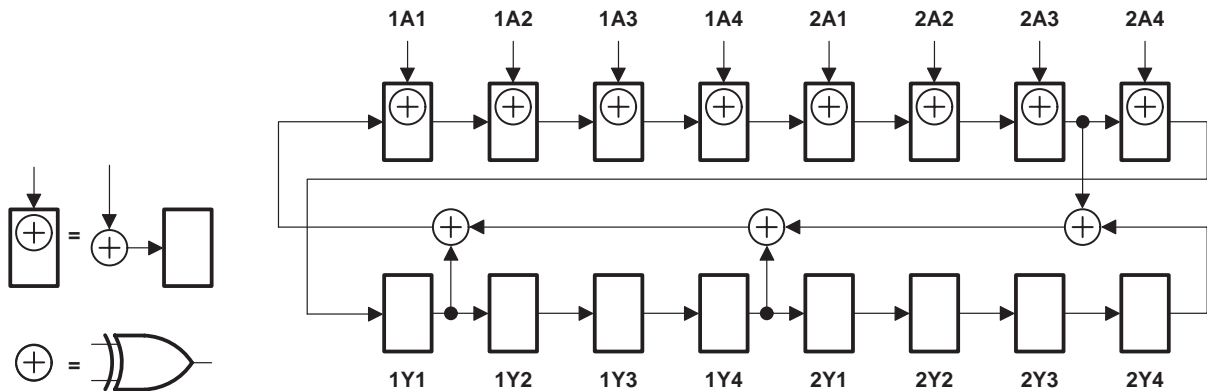 1A1 1A2 1A3 1A4 2A1 2A2 2A3 2A4
=
=
1Y1 1Y2 1Y3 1Y4 2Y1 2Y2 2Y3 2Y4